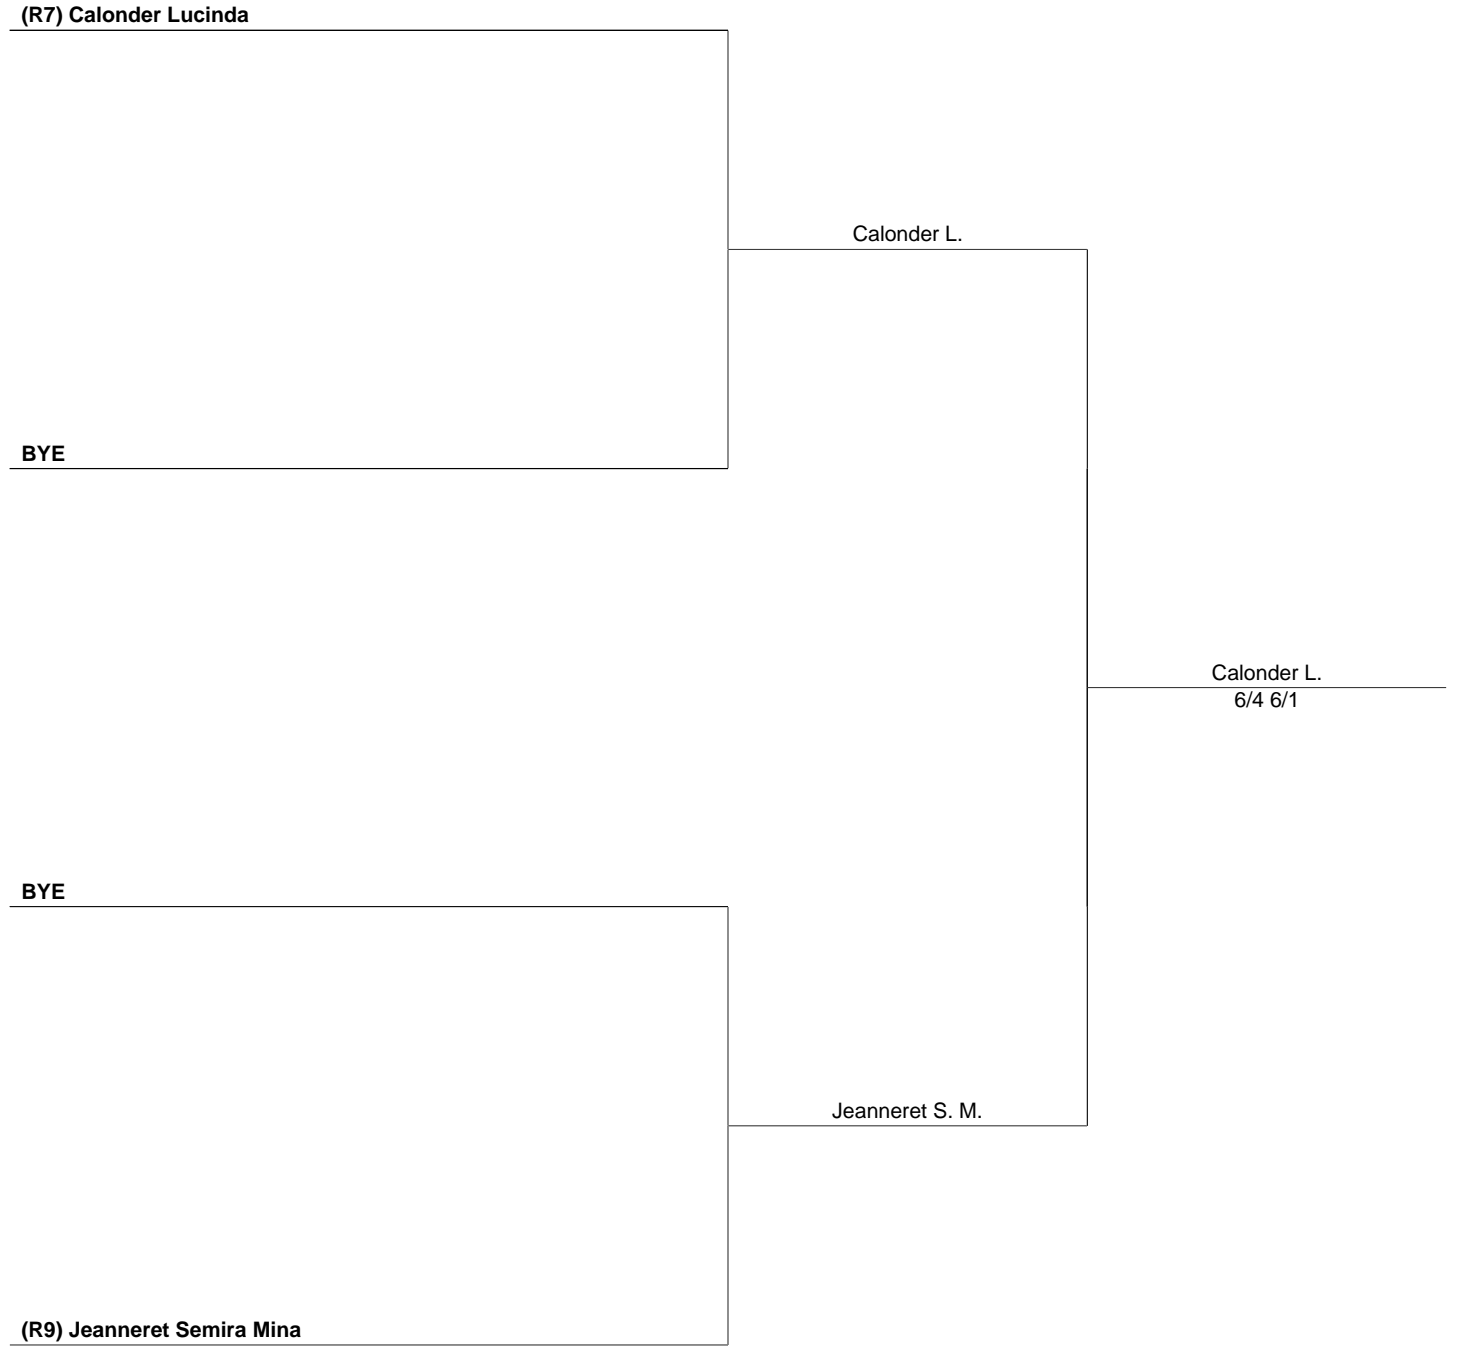 (R7) Calonder Lucinda
Calonder L.
BYE
Calonder L.
6/4 6/1
BYE
Jeanneret S. M.
(R9) Jeanneret Semira Mina